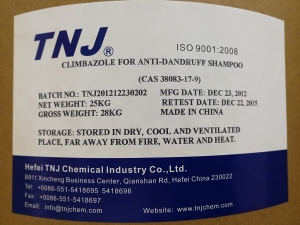 TNJ®
ISO 9001:2008
CLIMBAZOLE FOR ANTI-DANDRUFF SHAMPOO
(CAS 38083-17-9)
BATCH NO.: TNJ201212230202 MFG DATE: DEC 23, 2012
NET WEIGHT: 25KG RETEST DATE: DEC 22, 2015
GROSS WEIGHT: 28KG MADE IN CHINA
STORAGE: STORED IN DRY, COOL AND VENTILATED
PLACE, FAR AWAY FROM FIRE, WATER AND HEAT.
Hefei TNJ Chemical Industry Co.,Ltd.
B911 Xincheng Business Center, Qianshan Rd, Hefei China 230022
Tel: +0086-551-5418695 5418696
Fax: +0086-551-5418697
Email: info@tnjchem.com Website: www.tnjchem.com